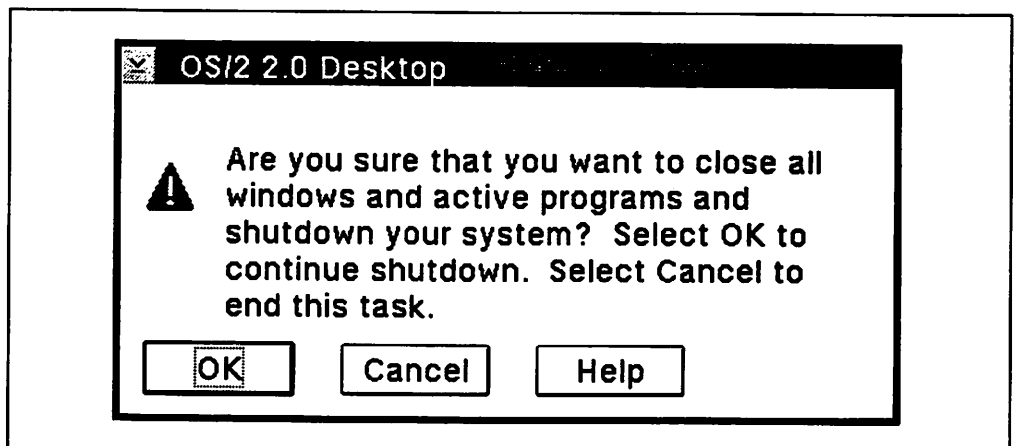 OS/2 2.0 Desktop
Are you sure that you want to close all
windows and active programs and
shutdown your system? Select OK to
continue shutdown. Select Cancel to
end this task.
OK Cancel Help